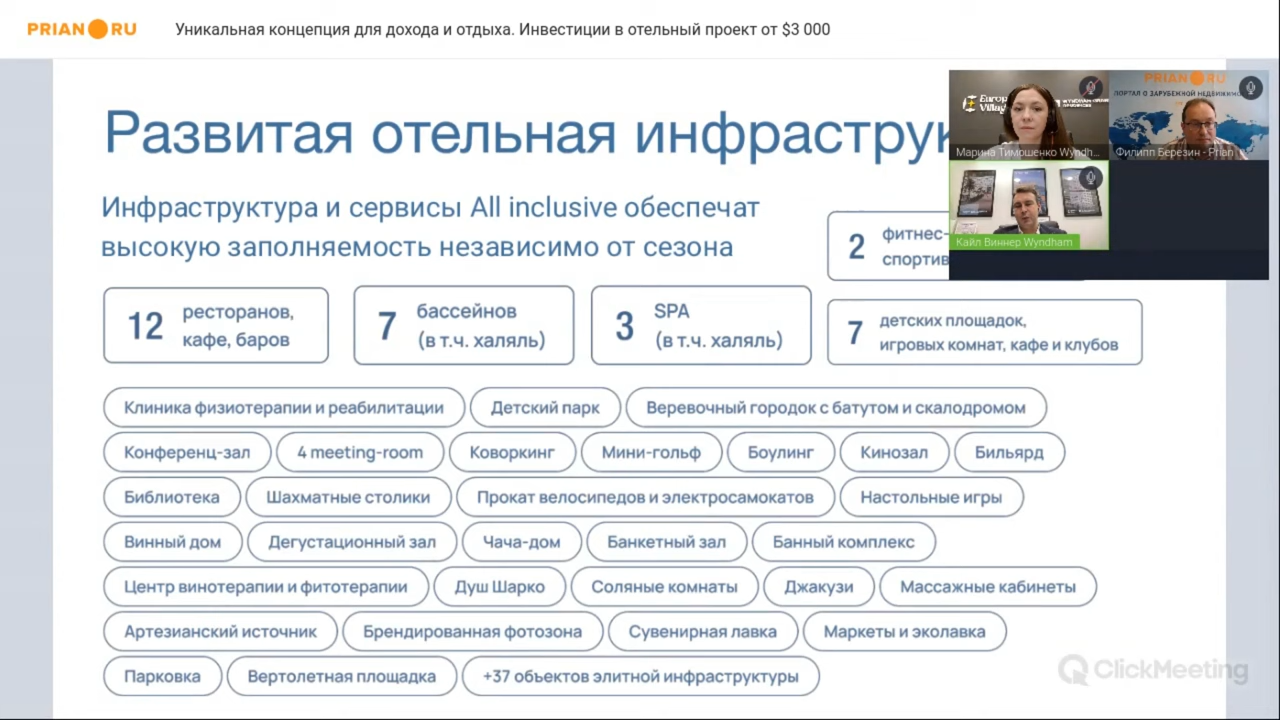 PRIAN RU
Уникальная концепция для дохода и отдыха. Инвестиции в отельный проект от $3 000
Развитая отельная инфраструк
Инфраструктура и сервисы All inclusive обеспечат
высокую заполняемость независимо от сезона
2 фитнес-
спортив
12 ресторанов,
кафе, баров
7 бассейнов
(в т.ч. халяль)
3 SPA
(в т.ч. халяль)
7 детских площадок,
игровых комнат, кафе и клубов
Клиника физиотерапии и реабилитации Детский парк Веревочный городок с батутом и скалодромом
Конференц-зал 4 meeting-room Коворкинг Мини-гольф Боулинг Кинозал Бильярд
Библиотека Шахматные столики Прокат велосипедов и электросамокатов Настольные игры
Винный дом Дегустационный зал Чача-дом Банкетный зал Банный комплекс
Центр винотерапии и фитотерапии Душ Шарко Соляные комнаты Джакузи Массажные кабинеты
Артезианский источник Брендированная фотозона Сувенирная лавка Маркеты и эколавка
Парковка Вертолетная площадка +37 объектов элитной инфраструктуры
Марина Тимошенко Wyndh...
PRIAN RU
ПОРТАЛ О ЗАРУБЕЖНОЙ НЕДВИЖИМО
Филипп Березин - Prian
Кайл Виннер Wyndham
ClickMeeting